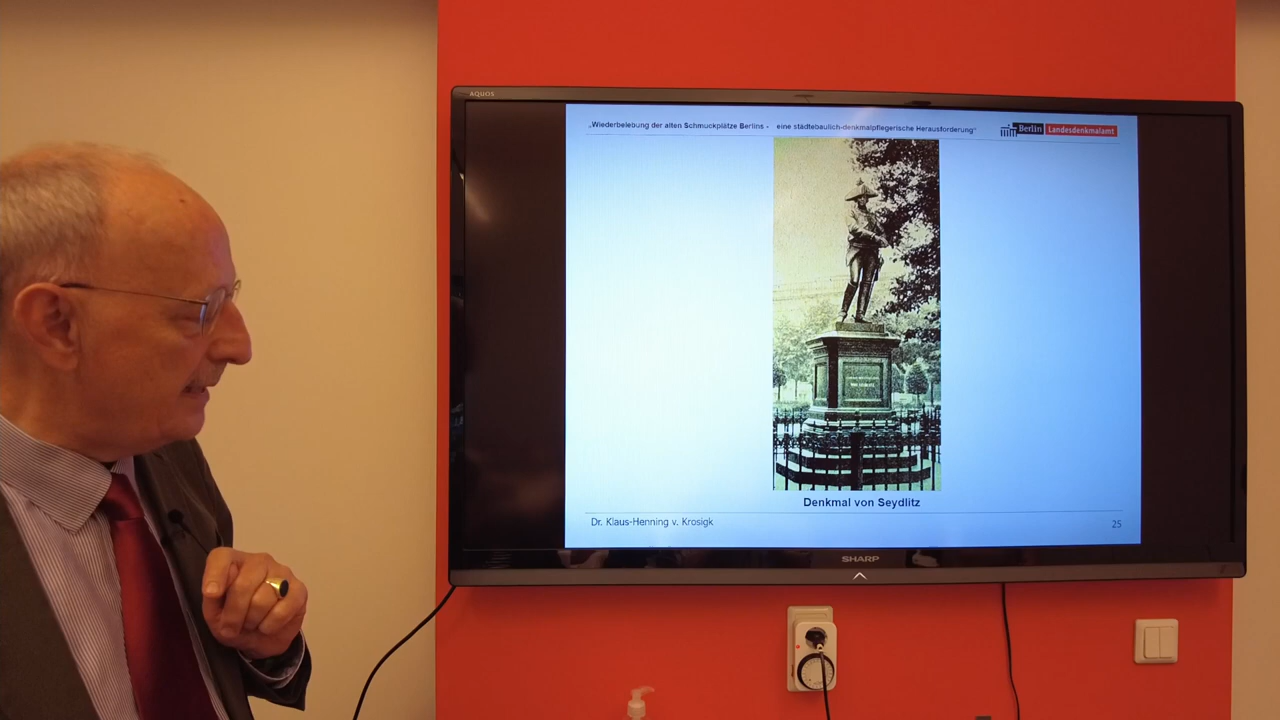 AQUOS
„Wiederbelebung der alten Schmuckplätze Berlins - eine städtebaulich-denkmalpflegerische Herausforderung“
Berlin Landesdenkmalamt
Denkmal von Seydlitz
Dr. Klaus-Henning v. Krosigk
25
SHARP